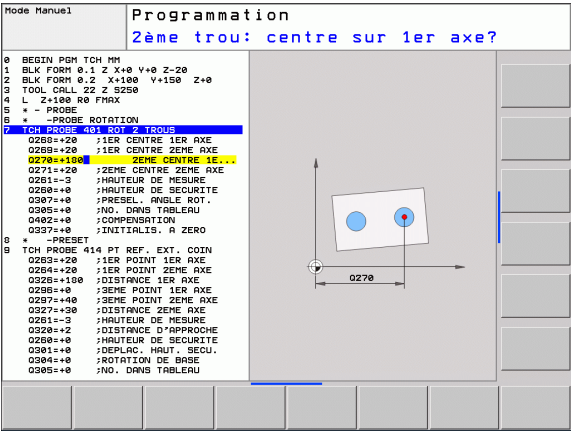 Mode Manuel
Programmation
2ème trou: centre sur 1er axe?
0 BEGIN PGM TCH MM
1 BLK FORM 0.1 Z X+0 Y+0 Z-20
2 BLK FORM 0.2 X+100 Y+150 Z+0
3 TOOL CALL 22 Z S250
4 L Z+100 R0 FMAX
5 * - PROBE
6 * -PROBE ROTATION
7 TCH PROBE 401 ROT 2 TROUS
Q268=+20 ;1ER CENTRE 1ER AXE
Q269=+20 ;1ER CENTRE 2EME AXE
Q270=+180 2EME CENTRE 1E...
Q271=+20 ;2EME CENTRE 2EME AXE
Q261=-3 ;HAUTEUR DE MESURE
Q260=+0 ;HAUTEUR DE SECURITE
Q307=+0 ;PRESEL. ANGLE ROT.
Q305=+0 ;NO. DANS TABLEAU
Q402=+0 ;COMPENSATION
Q337=+0 ;INITIALIS. A ZERO
8 * -PRESET
9 TCH PROBE 414 PT REF. EXT. COIN
Q263=+20 ;1ER POINT 1ER AXE
Q264=+20 ;1ER POINT 2EME AXE
Q326=+180 ;DISTANCE 1ER AXE
Q296=+0 ;3EME POINT 1ER AXE
Q297=+40 ;3EME POINT 2EME AXE
Q327=+30 ;DISTANCE 2EME AXE
Q261=-3 ;HAUTEUR DE MESURE
Q320=+2 ;DISTANCE D'APPROCHE
Q260=+0 ;HAUTEUR DE SECURITE
Q301=+0 ;DEPLAC. HAUT. SECU.
Q304=+0 ;ROTATION DE BASE
Q305=+0 ;NO. DANS TABLEAU
Q270